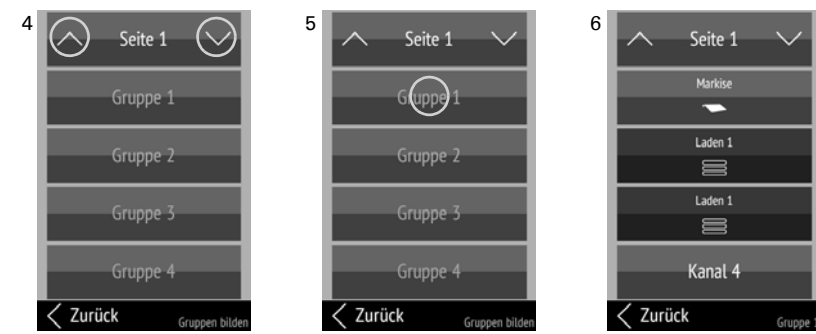 4
Seite 1
Gruppe 1
Gruppe 2
Gruppe 3
Gruppe 4
Zurück
Gruppen bilden
5
Seite 1
Gruppe 1
Gruppe 2
Gruppe 3
Gruppe 4
Zurück
Gruppen bilden
6
Seite 1
Markise
Laden 1
Laden 1
Kanal 4
Zurück
Gruppe 1